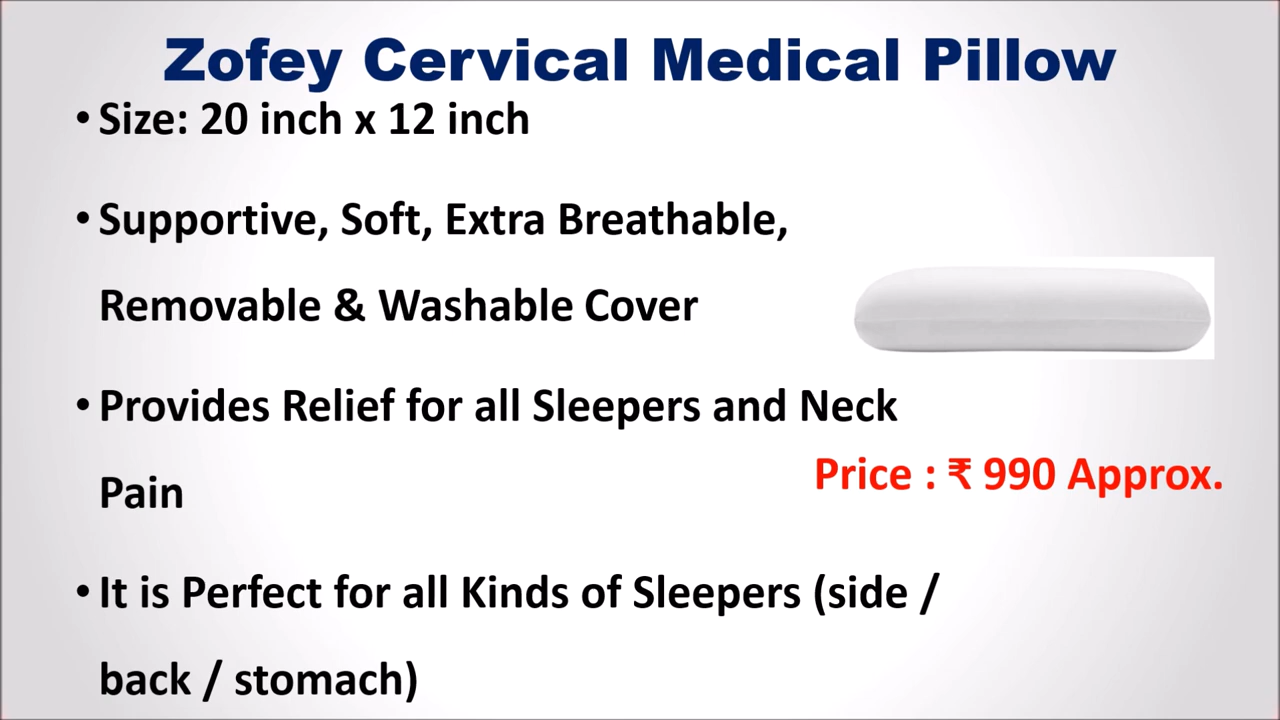 Zofey Cervical Medical Pillow
• Size: 20 inch x 12 inch
• Supportive, Soft, Extra Breathable,
Removable & Washable Cover
• Provides Relief for all Sleepers and Neck
Pain
Price : ₹ 990 Approx.
• It is Perfect for all Kinds of Sleepers (side /
back / stomach)